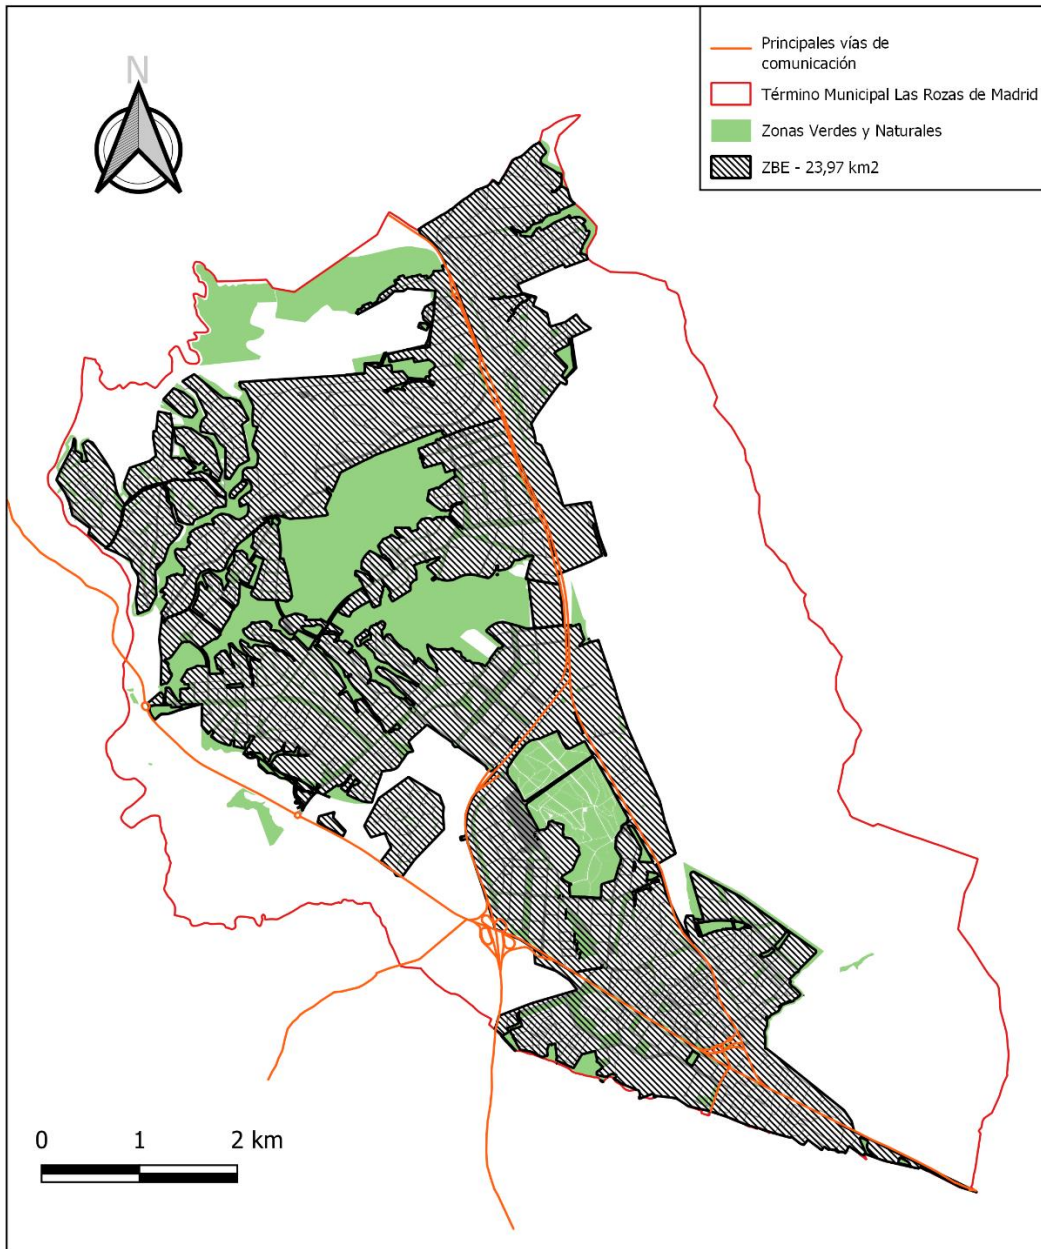 Principales vías de
comunicación
Término Municipal Las Rozas de Madrid
Zonas Verdes y Naturales
ZBE - 23,97 km2
N
0 1 2 km